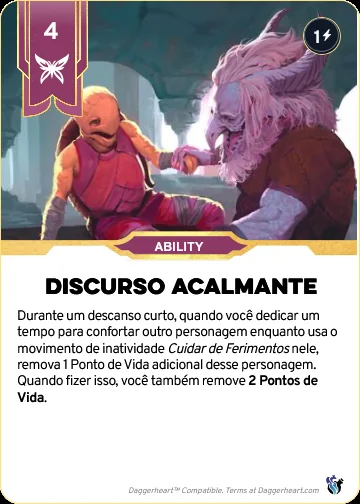 4
1
ABILITY
DISCURSO ACALMANTE
Durante um descanso curto, quando você dedicar um
tempo para confortar outro personagem enquanto usa o
movimento de inatividade Cuidar de Ferimentos nele,
remova 1 Ponto de Vida adicional desse personagem.
Quando fizer isso, você também remove 2 Pontos de
Vida.
Daggerheart™ Compatible. Terms at Daggerheart.com